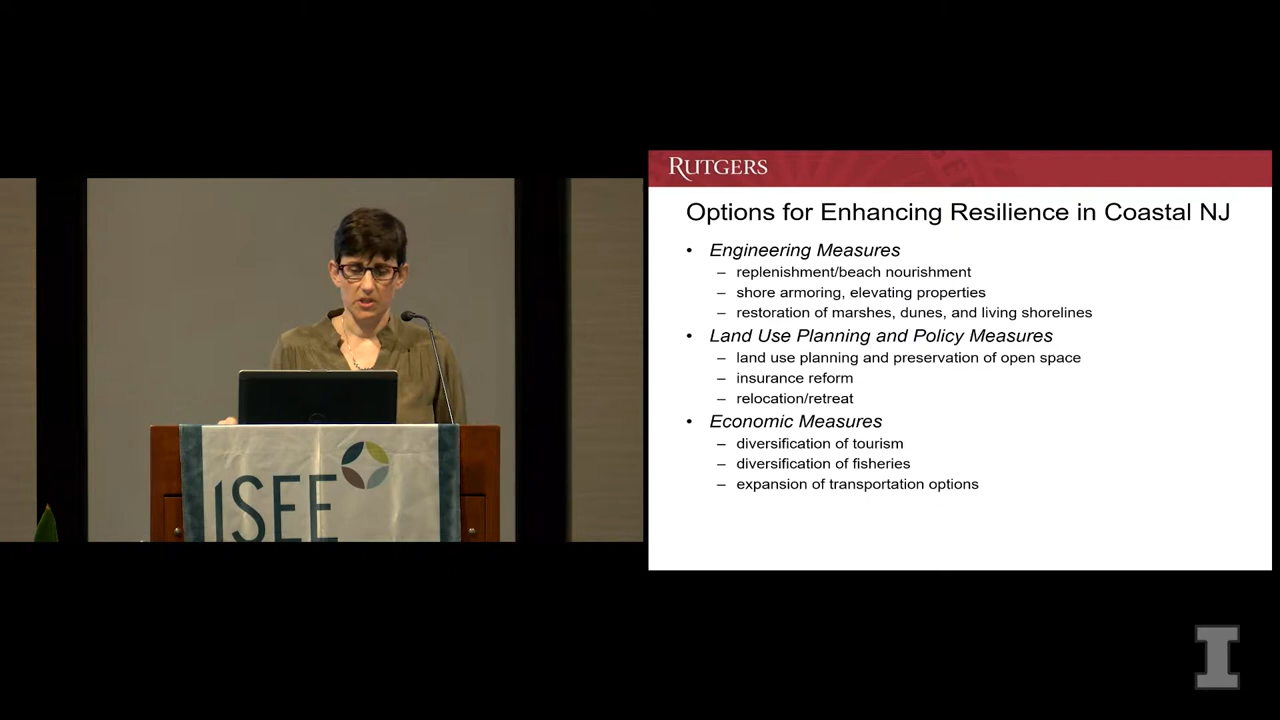 RUTGERS
Options for Enhancing Resilience in Coastal NJ
• Engineering Measures
– replenishment/beach nourishment
– shore armoring, elevating properties
– restoration of marshes, dunes, and living shorelines
• Land Use Planning and Policy Measures
– land use planning and preservation of open space
– insurance reform
– relocation/retreat
• Economic Measures
– diversification of tourism
– diversification of fisheries
– expansion of transportation options
ISEE
I